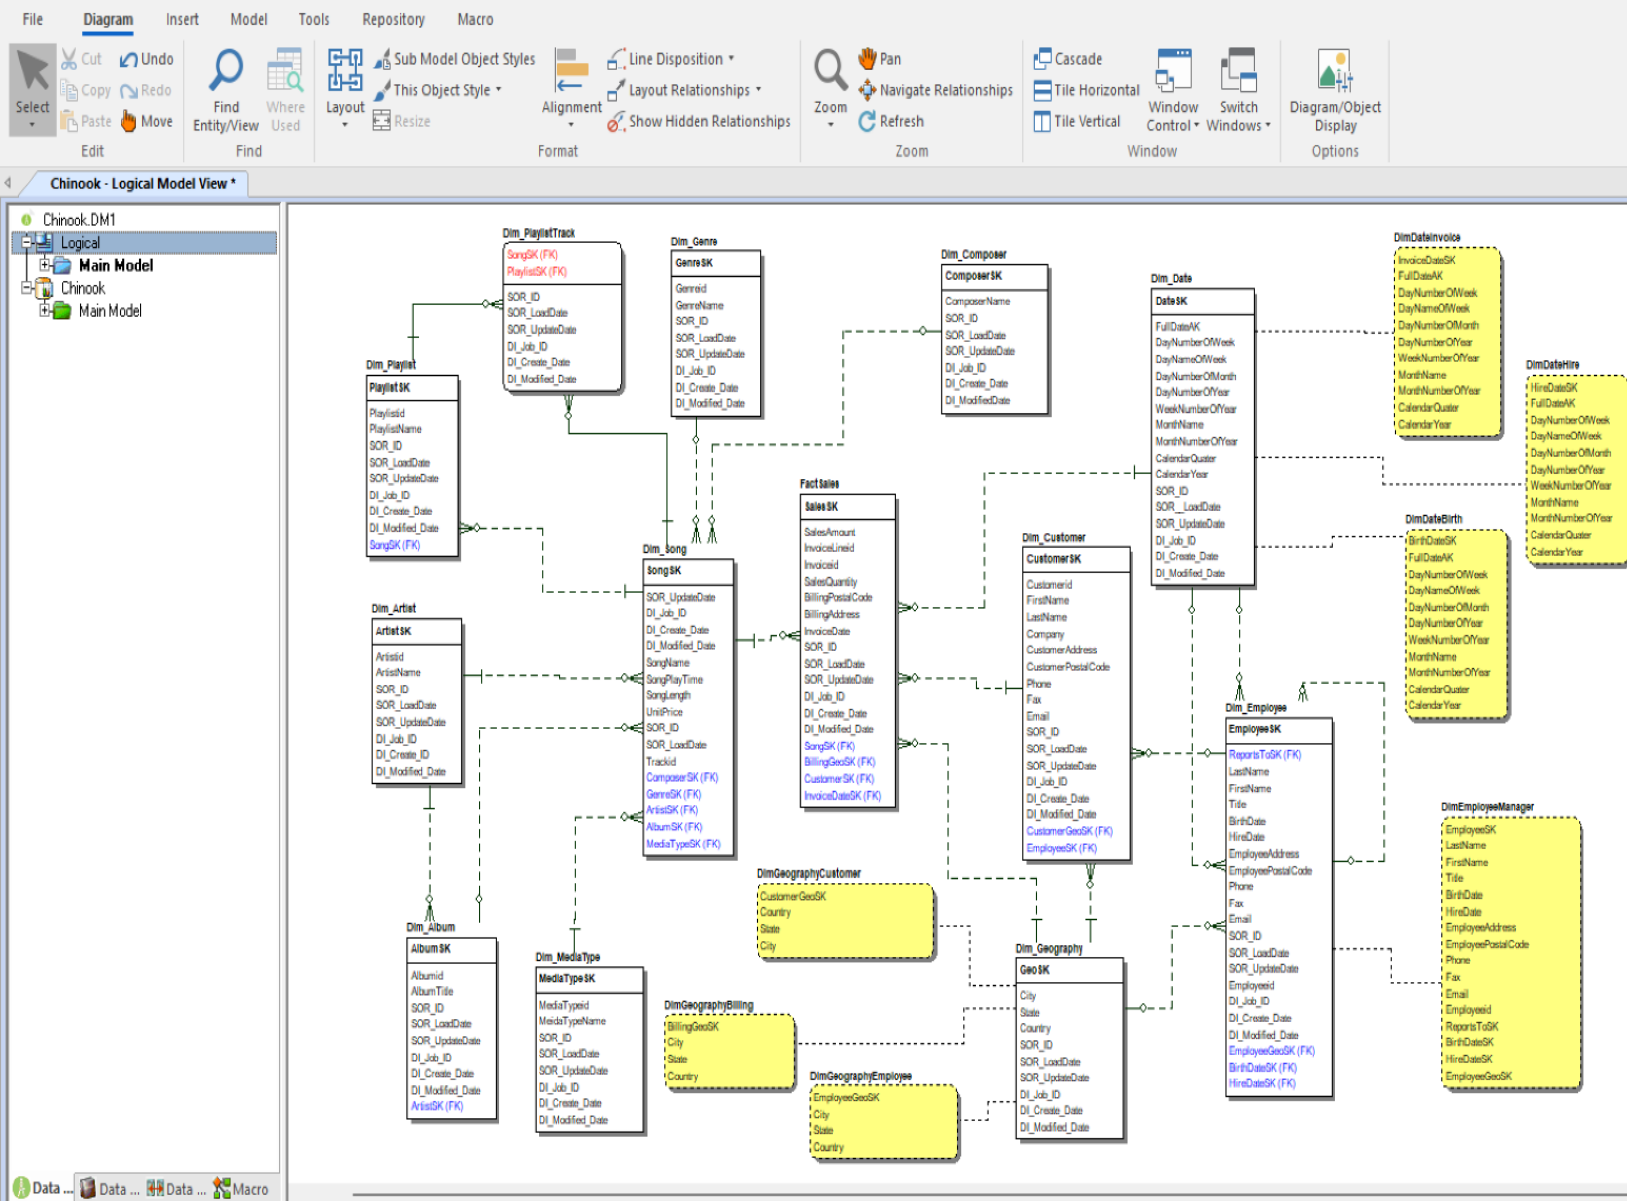 File Diagram Insert Model Tools Repository Macro
Select
Cut
Copy
Paste
Undo
Redo
Move
Edit
Find Entity/View
Where Used
Find
Layout
Sub Model Object Styles
This Object Style
Resize
Alignment
Line Disposition
Layout Relationships
Show Hidden Relationships
Format
Zoom
Pan
Navigate Relationships
Refresh
Zoom
Cascade
Tile Horizontal
Tile Vertical
Window Control
Switch Windows
Window
Diagram/Object Display
Options
Chinook - Logical Model View *
Chinook.DM1
Logical
Main Model
Chinook
Main Model
Dim_PlaylistTrack
SongSK (FK)
PlaylistSK (FK)
SOR_ID
SOR_LoadDate
SOR_UpdateDate
DI_Job_ID
DI_Create_Date
DI_Modified_Date
Dim_Genre
GenreSK
Genreid
GenreName
SOR_ID
SOR_LoadDate
SOR_UpdateDate
DI_Job_ID
DI_Create_Date
DI_Modified_Date
Dim_Composer
ComposerSK
ComposerName
SOR_ID
SOR_LoadDate
SOR_UpdateDate
DI_Job_ID
DI_Create_Date
DI_ModifiedDate
Dim_Date
DateSK
FullDateAK
DayNumberOfWeek
DayNameOfWeek
DayNumberOfMonth
DayNumberOfYear
WeekNumberOfYear
MonthName
MonthNumberOfYear
CalendarQuater
CalendarYear
SOR_ID
SOR__LoadDate
SOR_UpdateDate
DI_Job_ID
DI_Create_Date
DI_Modified_Date
DimDateInvoice
InvoiceDateSK
FullDateAK
DayNumberOfWeek
DayNameOfWeek
DayNumberOfMonth
DayNumberOfYear
WeekNumberOfYear
MonthName
MonthNumberOfYear
CalendarQuater
CalendarYear
DimDateHire
HireDateSK
FullDateAK
DayNumberOfWeek
DayNameOfWeek
DayNumberOfMonth
DayNumberOfYear
WeekNumberOfYear
MonthName
MonthNumberOfYear
CalendarQuater
CalendarYear
DimDateBirth
BirthDateSK
FullDateAK
DayNumberOfWeek
DayNameOfWeek
DayNumberOfMonth
DayNumberOfYear
WeekNumberOfYear
MonthName
MonthNumberOfYear
CalendarQuater
CalendarYear
Dim_Playlist
PlaylistSK
Playlistid
PlaylistName
SOR_ID
SOR_LoadDate
SOR_UpdateDate
DI_Job_ID
DI_Create_Date
DI_Modified_Date
SongSK (FK)
Dim_Song
SongSK
SOR_UpdateDate
DI_Job_ID
DI_Create_Date
DI_Modified_Date
SongName
SongPlayTime
SongLength
UnitPrice
SOR_ID
SOR_LoadDate
Trackid
ComposerSK (FK)
GenreSK (FK)
ArtistSK (FK)
AlbumSK (FK)
MediaTypeSK (FK)
FactSales
SalesSK
SalesAmount
InvoiceLineid
Invoiceid
SalesQuantity
BillingPostalCode
BillingAddress
InvoiceDate
SOR_ID
SOR_LoadDate
SOR_UpdateDate
DI_Job_ID
DI_Create_Date
DI_Modified_Date
SongSK (FK)
BillingGeoSK (FK)
CustomerSK (FK)
InvoiceDateSK (FK)
Dim_Customer
CustomerSK
Customerid
FirstName
LastName
Company
CustomerAddress
CustomerPostalCode
Phone
Fax
Email
SOR_ID
SOR_LoadDate
SOR_UpdateDate
DI_Job_ID
DI_Create_Date
DI_Modified_Date
CustomerGeoSK (FK)
EmployeeSK (FK)
Dim_Artist
ArtistSK
Artistid
ArtistName
SOR_ID
SOR_LoadDate
SOR_UpdateDate
DI_Job_ID
DI_Create_ID
DI_Modified_Date
Dim_Employee
EmployeeSK
ReportsToSK (FK)
LastName
FirstName
Title
BirthDate
HireDate
EmployeeAddress
EmployeePostalCode
Phone
Fax
Email
SOR_ID
SOR_LoadDate
SOR_UpdateDate
Employeeid
DI_Job_ID
DI_Create_Date
DI_Modified_Date
EmployeeGeoSK (FK)
BirthDateSK (FK)
HireDateSK (FK)
DimEmployeeManager
EmployeeSK
LastName
FirstName
Title
BirthDate
HireDate
EmployeeAddress
EmployeePostalCode
Phone
Fax
Email
Employeeid
ReportsToSK
BirthDateSK
HireDateSK
EmployeeGeoSK
Dim_Album
AlbumSK
Albumid
AlbumTitle
SOR_ID
SOR_LoadDate
SOR_UpdateDate
DI_Job_ID
DI_Create_Date
DI_Modified_Date
ArtistSK (FK)
Dim_MediaType
MediaTypeSK
MediaTypeid
MeidaTypeName
SOR_ID
SOR_LoadDate
SOR_UpdateDate
DI_Job_ID
DI_Create_Date
DI_Modified_Date
DimGeographyCustomer
CustomerGeoSK
Country
State
City
DimGeographyBilling
BillingGeoSK
City
State
Country
DimGeographyEmployee
EmployeeGeoSK
City
State
Country
Dim_Geography
GeoSK
City
State
Country
SOR_ID
SOR_LoadDate
SOR_UpdateDate
DI_Job_ID
DI_Create_Date
DI_Modified_Date
Data ... Data ... Data ... Macro